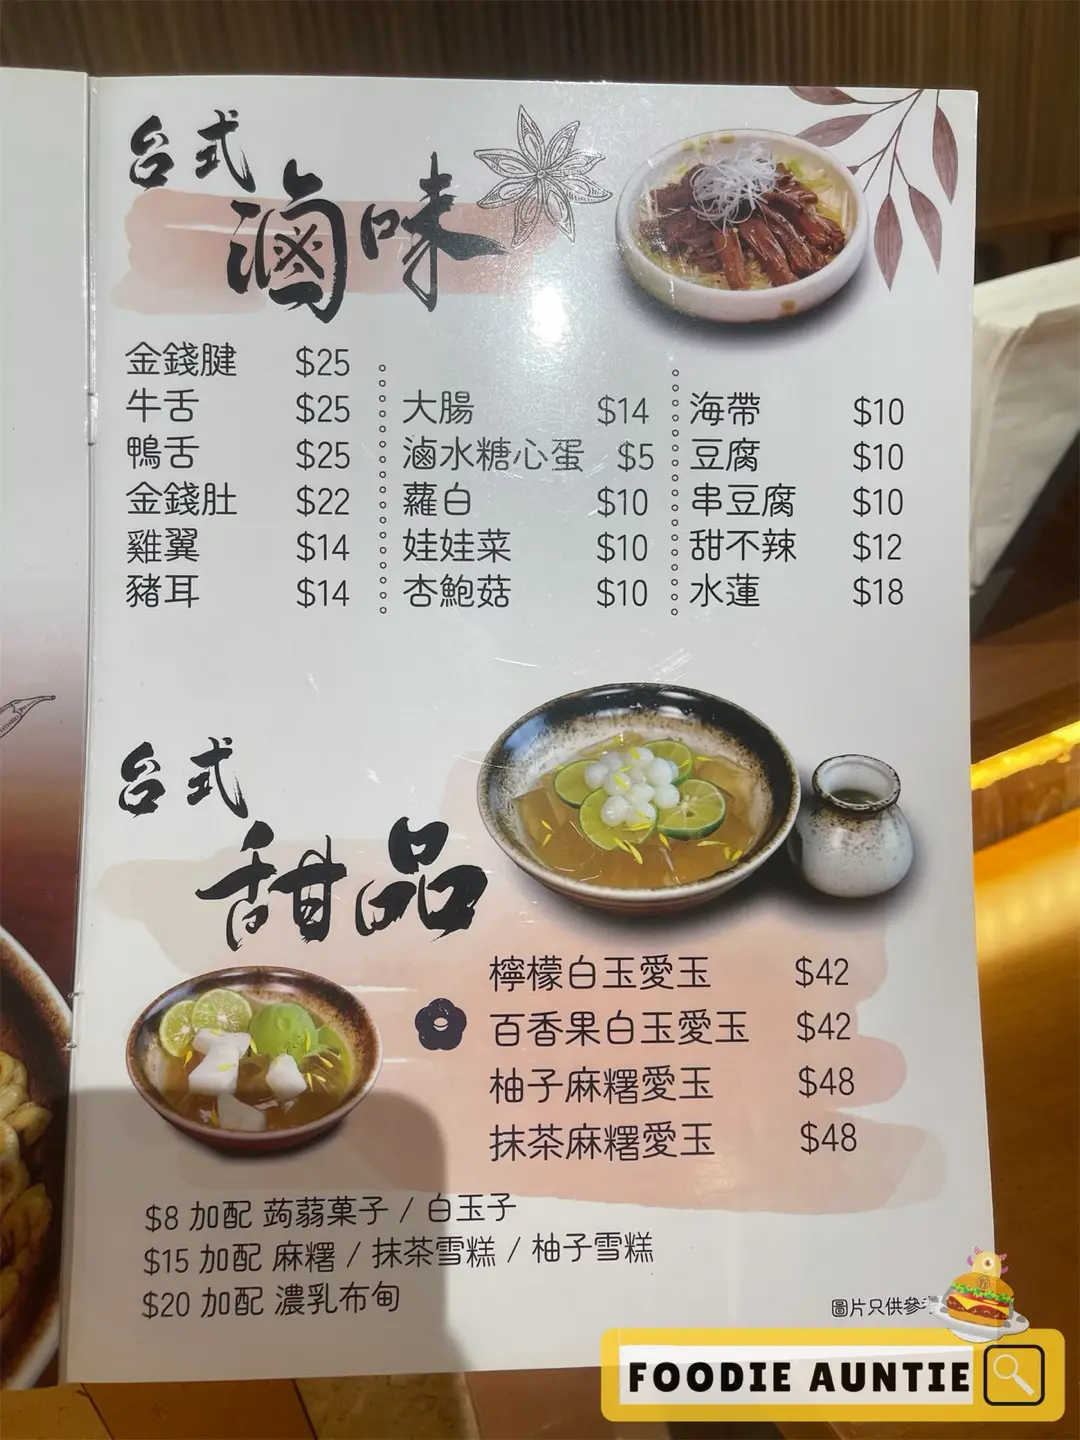 台式
滷味
金錢腱 $25
牛舌 $25
鴨舌 $25
金錢肚 $22
雞翼 $14
豬耳 $14
大腸 $14
滷水糖心蛋 $5
蘿白 $10
娃娃菜 $10
杏鮑菇 $10
海帶 $10
豆腐 $10
串豆腐 $10
甜不辣 $12
水蓮 $18
台式
甜品
檸檬白玉愛玉 $42
百香果白玉愛玉 $42
柚子麻糬愛玉 $48
抹茶麻糬愛玉 $48
$8 加配 蒟蒻菓子 / 白玉子
$15 加配 麻糬 / 抹茶雪糕 / 柚子雪糕
$20 加配 濃乳布甸
圖片只供參
FOODIE AUNTIE